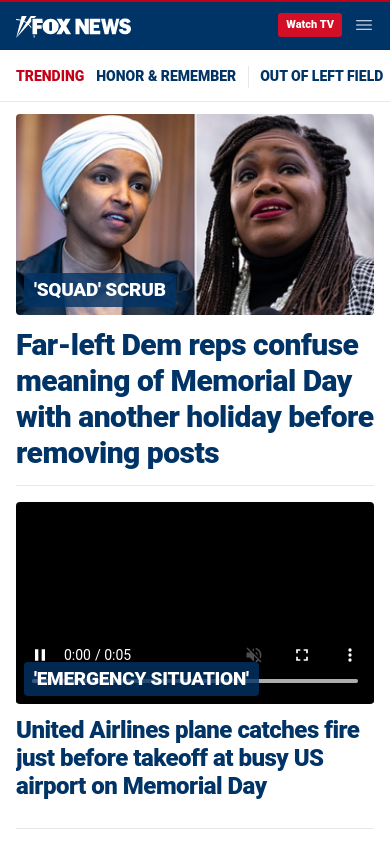 FOX NEWS
Watch TV
TRENDING HONOR & REMEMBER OUT OF LEFT FIELD
'SQUAD' SCRUB
Far-left Dem reps confuse
meaning of Memorial Day
with another holiday before
removing posts
0:00 / 0:05
'EMERGENCY SITUATION'
United Airlines plane catches fire
just before takeoff at busy US
airport on Memorial Day